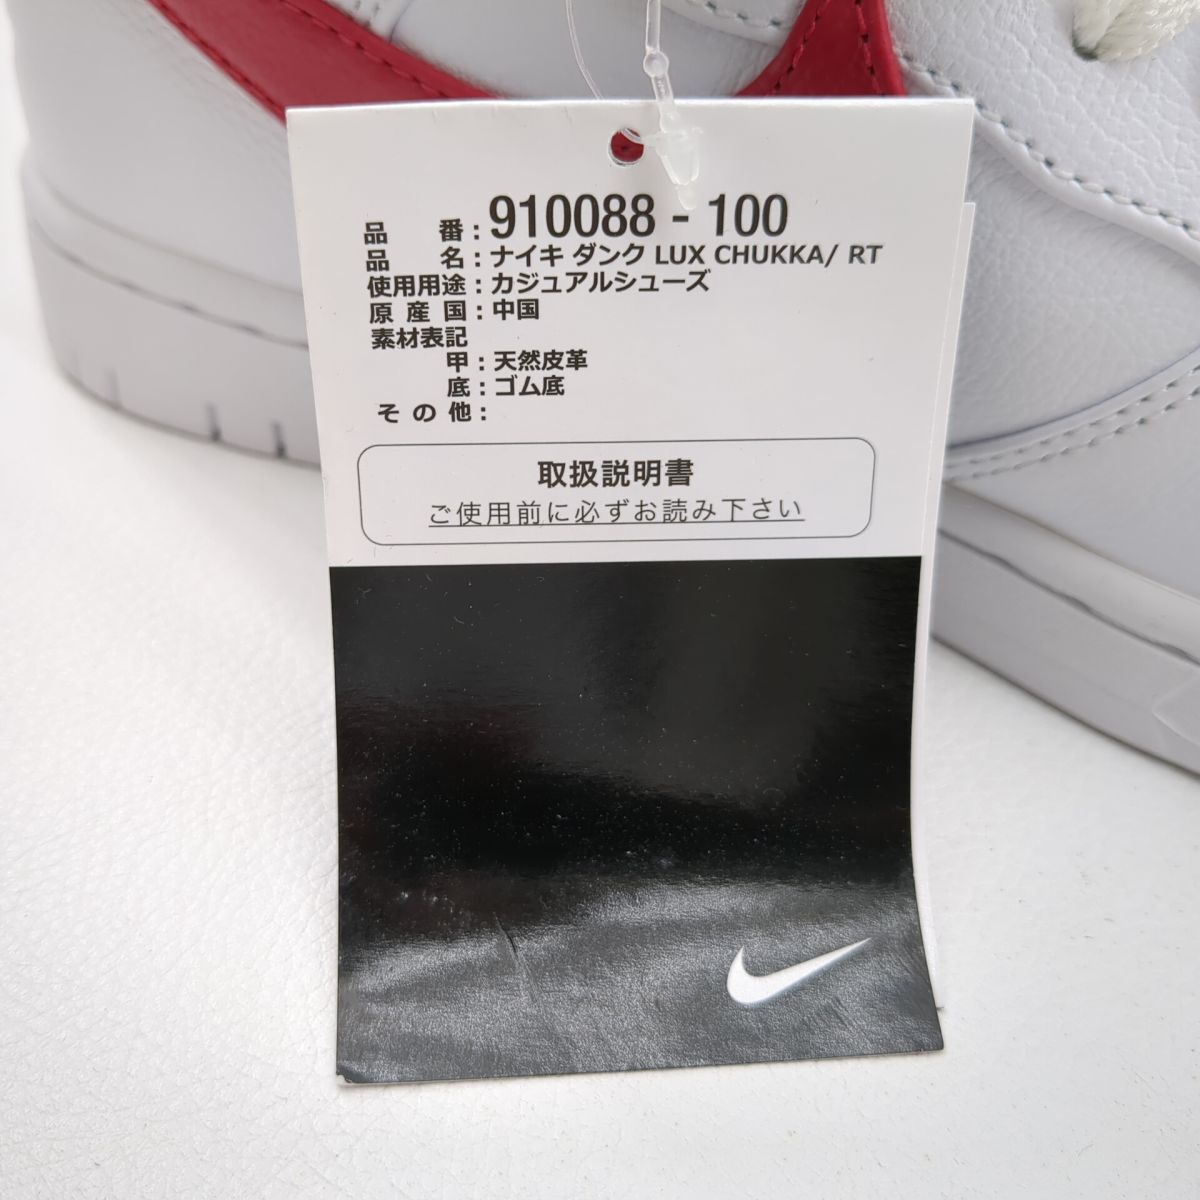 品番：910088 - 100
品名：ナイキ ダンク LUX CHUKKA/ RT
使用用途：カジュアルシューズ
原産国：中国
素材表記
甲：天然皮革
底：ゴム底
その他：
取扱説明書
ご使用前に必ずお読み下さい